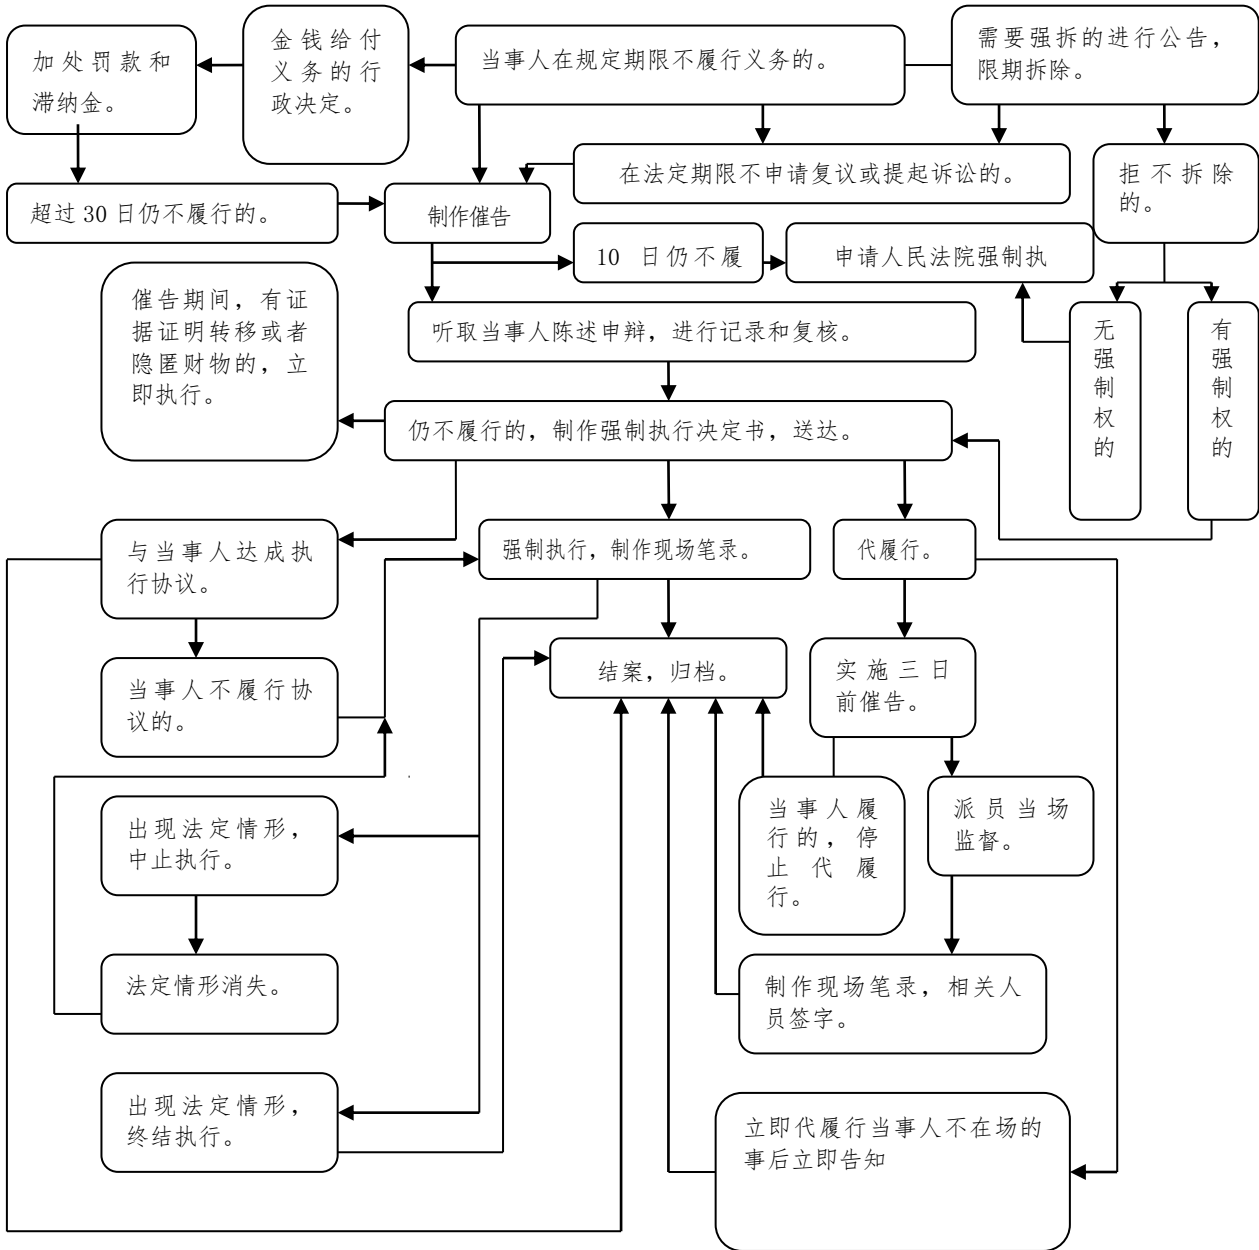 加处罚款和
滞纳金。
金钱给付
义务的行
政决定。
当事人在规定期限不履行义务的。
需要强拆的进行公告，
限期拆除。
超过 30 日仍不履行的。
制作催告
在法定期限不申请复议或提起诉讼的。
拒不拆除
的。
10 日仍不履
申请人民法院强制执
催告期间，有证
据证明转移或者
隐匿财物的，立
即执行。
听取当事人陈述申辩，进行记录和复核。
无
强
制
权
的
有
强
制
权
的
仍不履行的，制作强制执行决定书，送达。
与当事人达成执
行协议。
强制执行，制作现场笔录。
代履行。
当事人不履行协
议的。
结案，归档。
实施三日
前催告。
出现法定情形，
中止执行。
当事人履
行的，停
止代履
行。
派员当场
监督。
法定情形消失。
制作现场笔录，相关人
员签字。
出现法定情形，
终结执行。
立即代履行当事人不在场的
事后立即告知